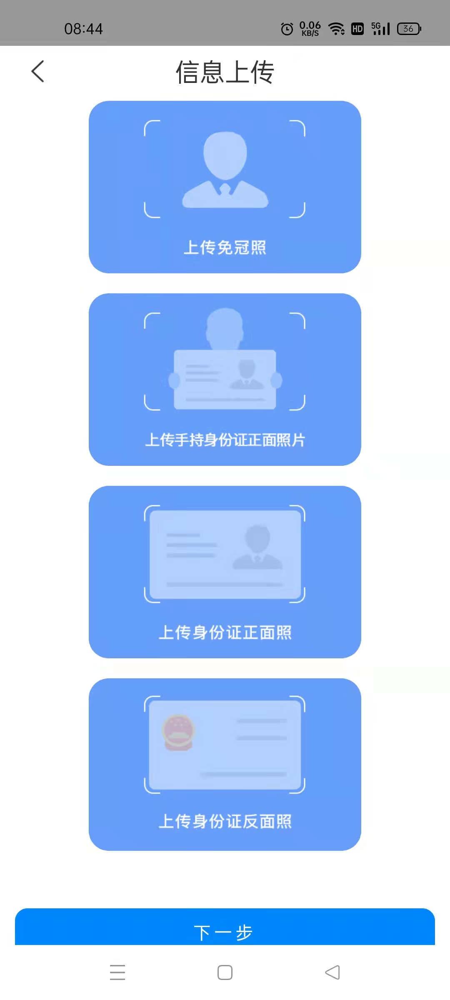 08:44
0.06
KB/S
HD
5G
36
信息上传
上传免冠照
上传手持身份证正面照片
上传身份证正面照
上传身份证反面照
下一步